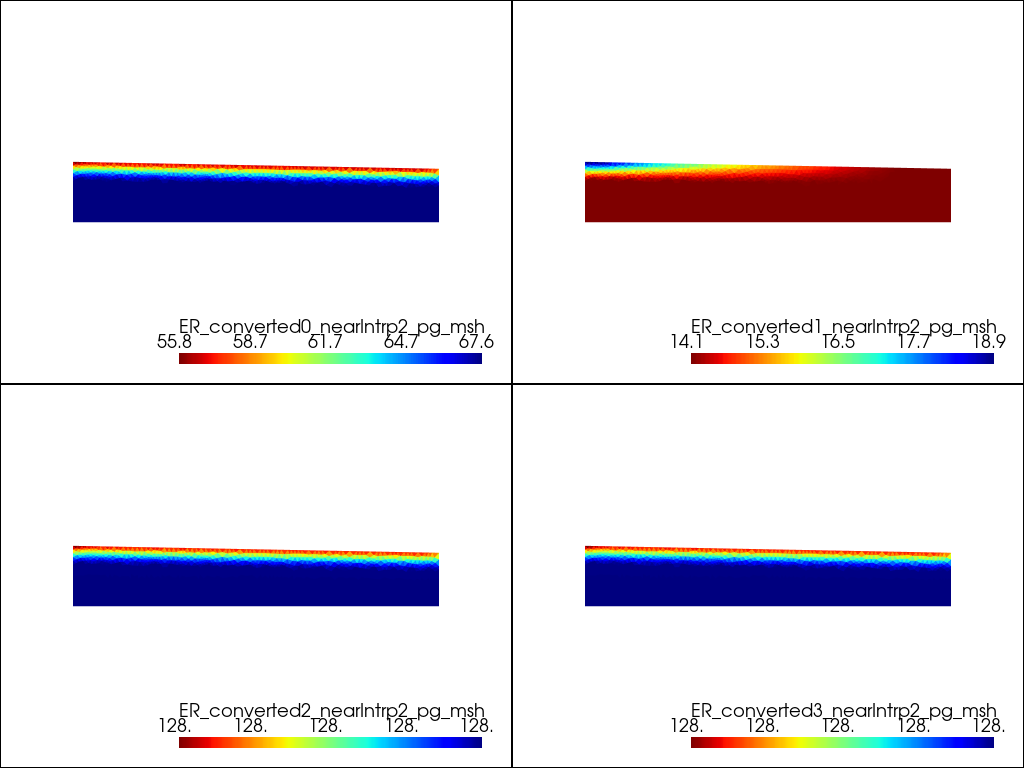 ER_converted0_nearIntrp2_pg_msh
55.8 58.7 61.7 64.7 67.6
ER_converted1_nearIntrp2_pg_msh
14.1 15.3 16.5 17.7 18.9
ER_converted2_nearIntrp2_pg_msh
128. 128. 128. 128. 128.
ER_converted3_nearIntrp2_pg_msh
128. 128. 128. 128. 128.